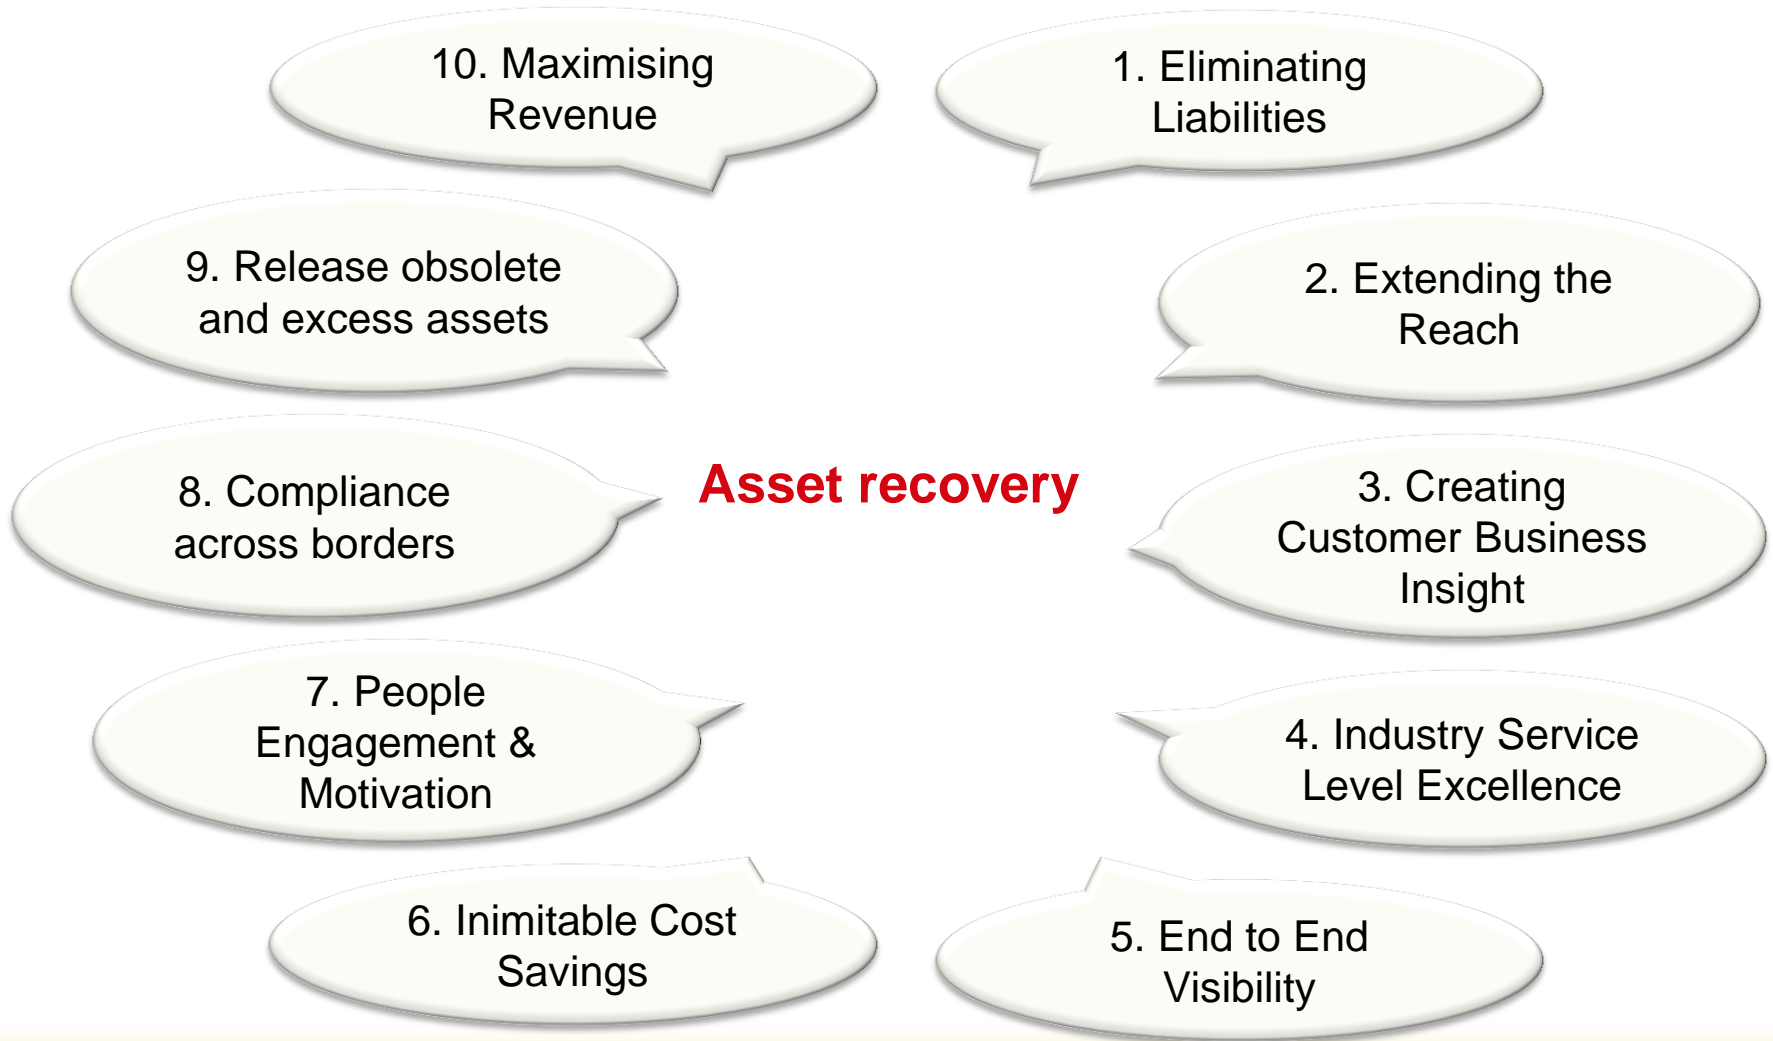 10. Maximising
Revenue
1. Eliminating
Liabilities
9. Release obsolete
and excess assets
2. Extending the
Reach
Asset recovery
8. Compliance
across borders
3. Creating
Customer Business
Insight
7. People
Engagement &
Motivation
4. Industry Service
Level Excellence
6. Inimitable Cost
Savings
5. End to End
Visibility